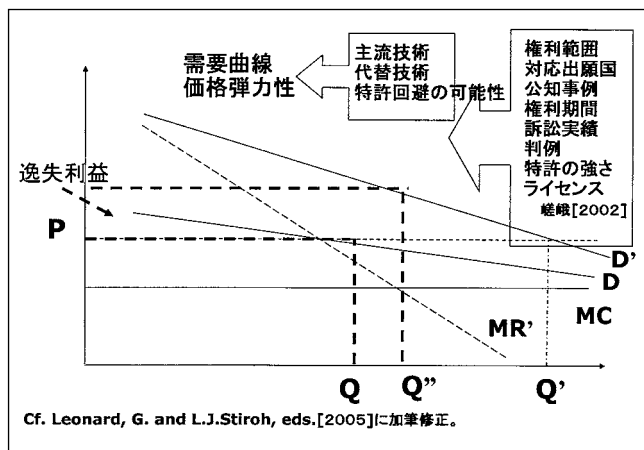 需要曲線
価格弾力性
主流技術
代替技術
特許回避の可能性
権利範囲
対応出願国
公知事例
権利期間
訴訟実績
判例
特許の強さ
ライセンス
嵯峨[2002]
逸失利益
P
D’
D
MC
MR’
Q
Q”
Q’
Cf. Leonard, G. and L.J.Stiroh, eds.[2005]に加筆修正。